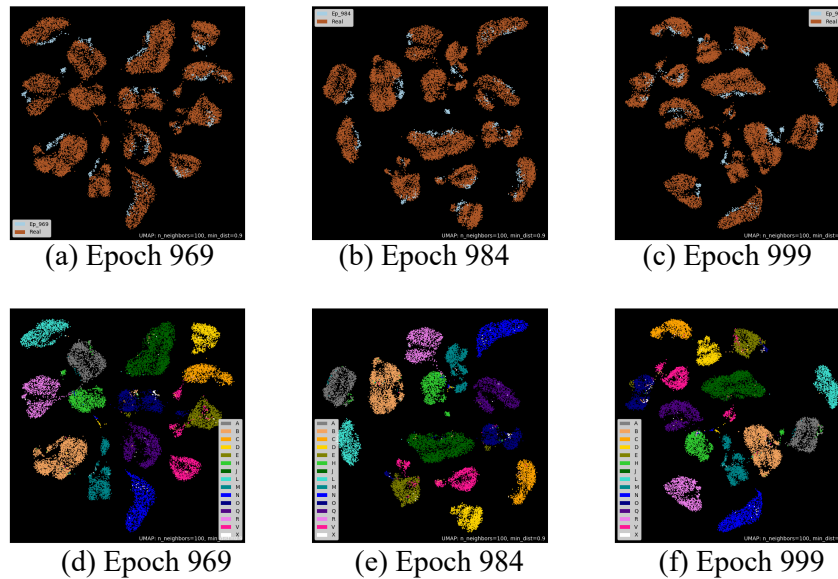 Ep_984
Real
Real
Ep_969
Real
UMAP: n_neighbors=100, min_dist=0.9
UMAP: n_neighbors=100, min_dist=0.9
UMAP: n_neighbors=100, min_dist=0.9
(a) Epoch 969
(b) Epoch 984
(c) Epoch 999
A
B
C
D
E
H
J
L
M
N
O
Q
R
V
X
A
B
C
D
E
H
J
L
M
N
O
Q
R
V
X
A
B
C
D
E
H
J
L
M
N
O
Q
R
V
X
UMAP: n_neighbors=100, min_dist=0.9
UMAP: n_neighbors=100, min_dist=0.9
UMAP: n_neighbors=100, min_dist=0.9
(d) Epoch 969
(e) Epoch 984
(f) Epoch 999